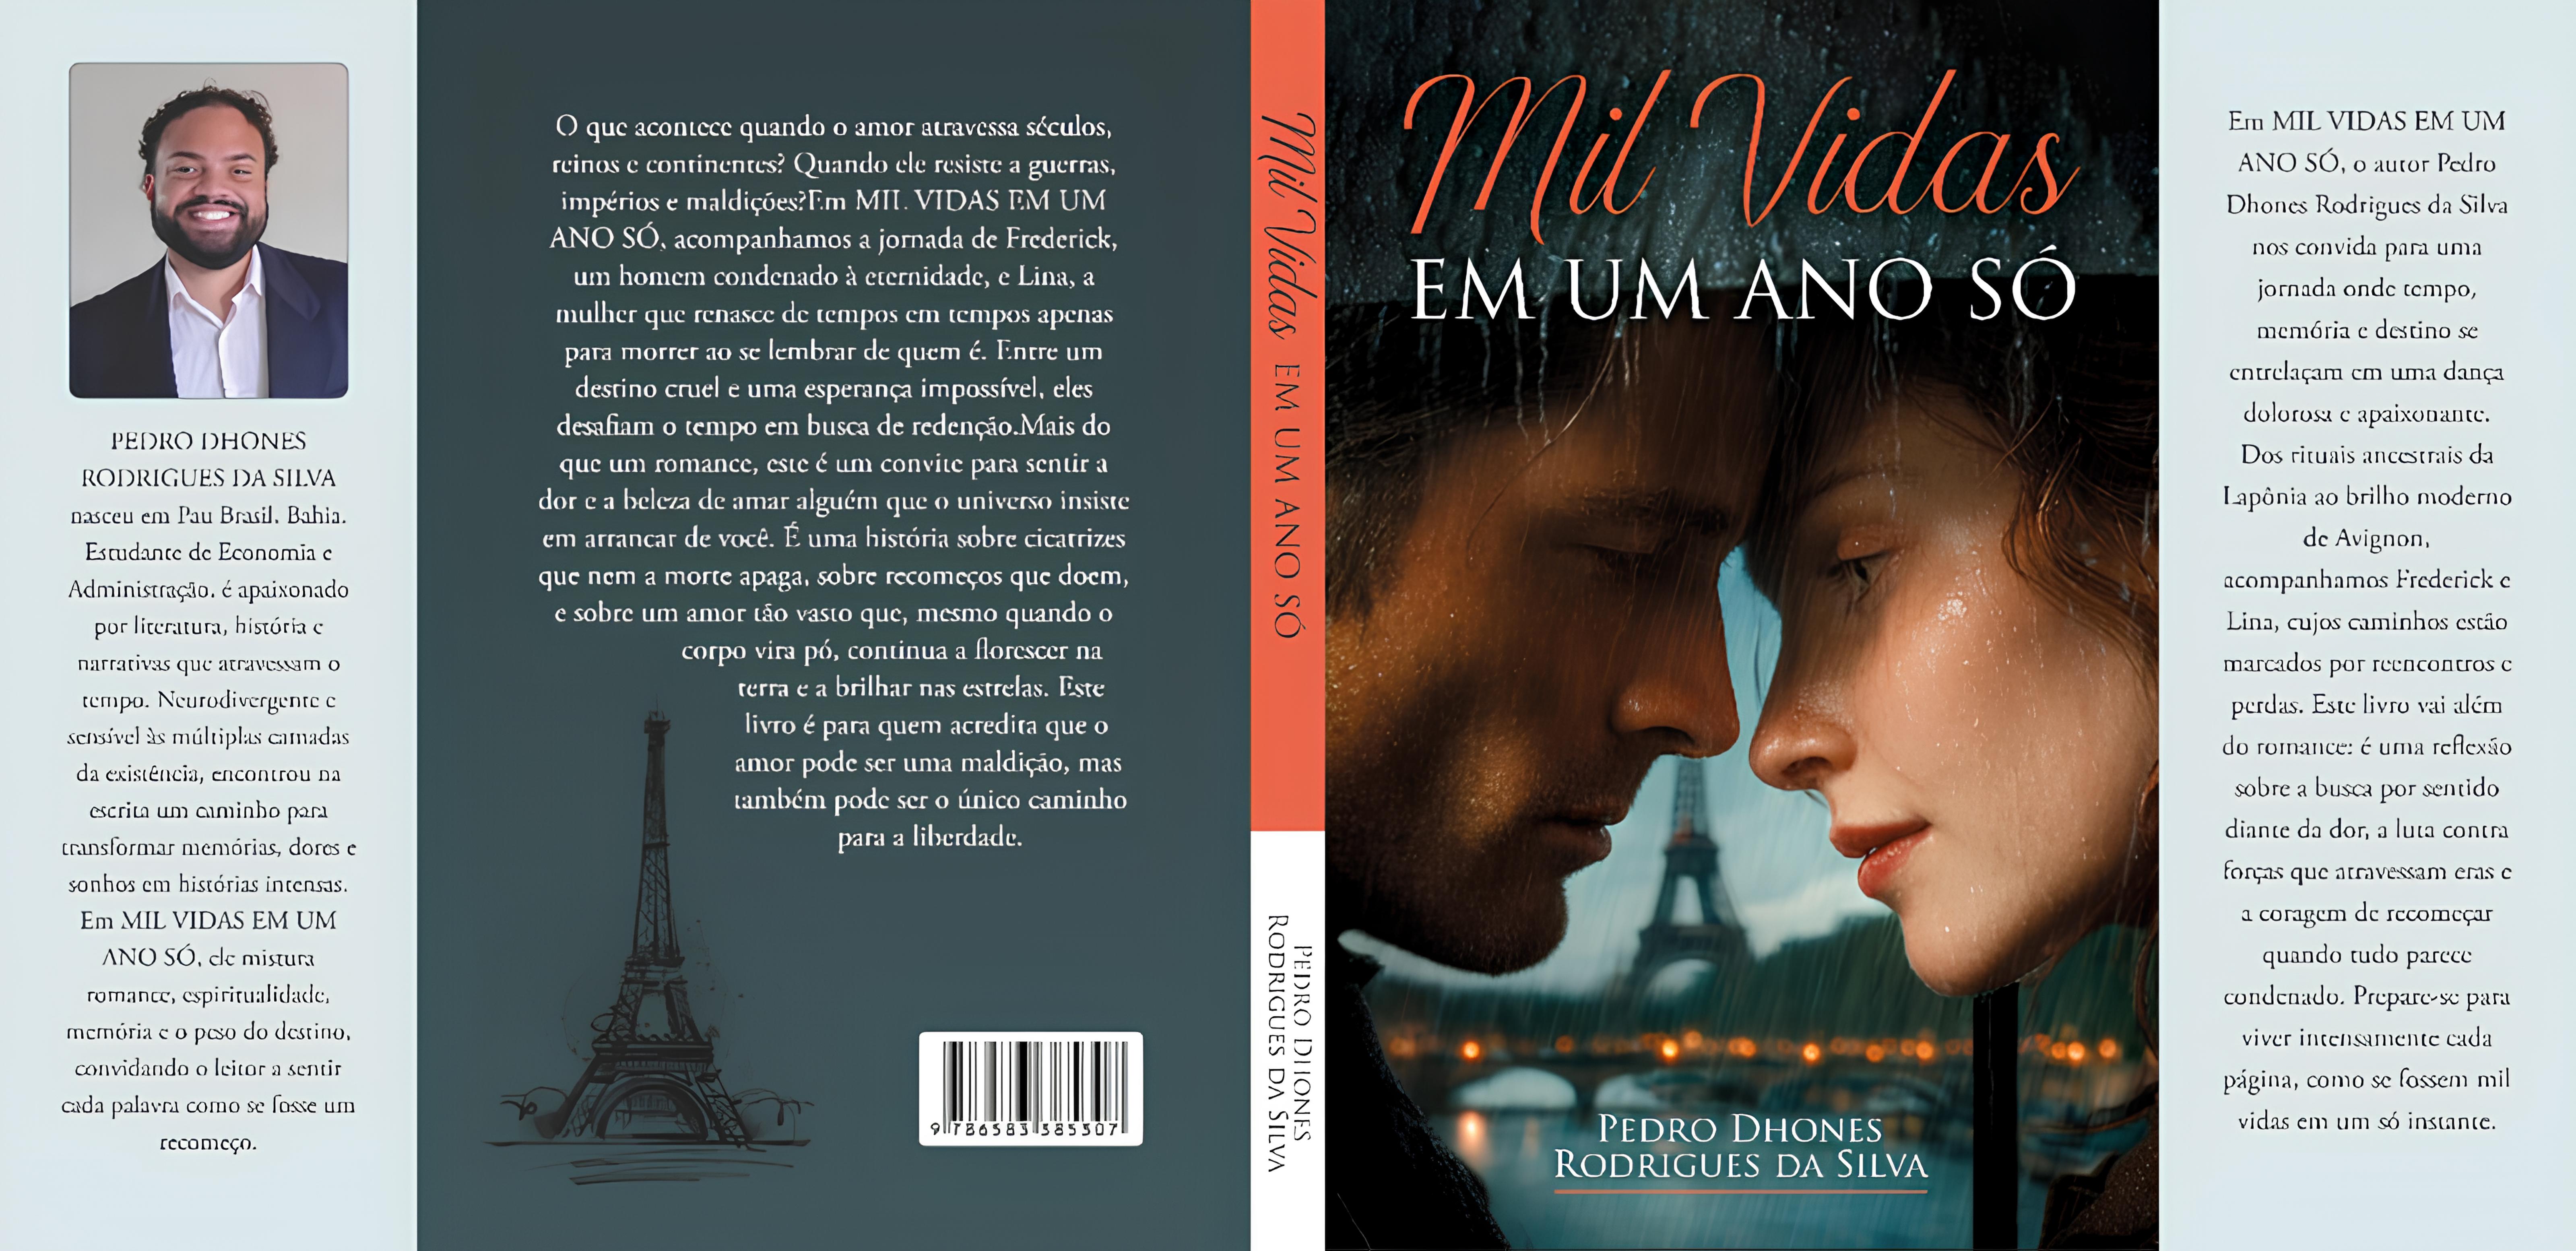 PEDRO DHONES
RODRIGUES DA SILVA
nasceu em Pau Brasil, Bahia.
Estudante de Economia e
Administração, é apaixonado
por literatura, história e
narrativas que atravessam o
tempo. Neurodivergente e
sensível às múltiplas camadas
da existência, encontrou na
escrita um caminho para
transformar memórias, dores e
sonhos em histórias intensas.
Em MIL VIDAS EM UM
ANO SÓ, ele mistura
romance, espiritualidade,
memória e o peso do destino,
convidando o leitor a sentir
cada palavra como se fosse um
recomeço.
O que acontece quando o amor atravessa séculos,
reinos e continentes? Quando ele resiste a guerras,
impérios e maldições?Em MIL VIDAS EM UM
ANO SÓ, acompanhamos a jornada de Frederick,
um homem condenado à eternidade, e Lina, a
mulher que renasce de tempos em tempos apenas
para morrer ao se lembrar de quem é. Entre um
destino cruel e uma esperança impossível, eles
desafiam o tempo em busca de redenção.Mais do
que um romance, este é um convite para sentir a
dor e a beleza de amar alguém que o universo insiste
em arrancar de você. É uma história sobre cicatrizes
que nem a morte apaga, sobre recomeços que doem,
e sobre um amor tão vasto que, mesmo quando o
corpo vira pó, continua a florescer na
terra e a brilhar nas estrelas. Este
livro é para quem acredita que o
amor pode ser uma maldição, mas
também pode ser o único caminho
para a liberdade.
9 786583 385307
Mil Vidas EM UM ANO SÓ
PEDRO DHONES
RODRIGUES DA SILVA
Mil Vidas
EM UM ANO SÓ
PEDRO DHONES
RODRIGUES DA SILVA
Em MIL VIDAS EM UM
ANO SÓ, o autor Pedro
Dhones Rodrigues da Silva
nos convida para uma
jornada onde tempo,
memória e destino se
entrelaçam em uma dança
dolorosa e apaixonante.
Dos rituais ancestrais da
Lapônia ao brilho moderno
de Avignon,
acompanhamos Frederick e
Lina, cujos caminhos estão
marcados por reencontros e
perdas. Este livro vai além
do romance: é uma reflexão
sobre a busca por sentido
diante da dor, a luta contra
forças que atravessam eras e
a coragem de recomeçar
quando tudo parece
condenado. Prepare-se para
viver intensamente cada
página, como se fossem mil
vidas em um só instante.